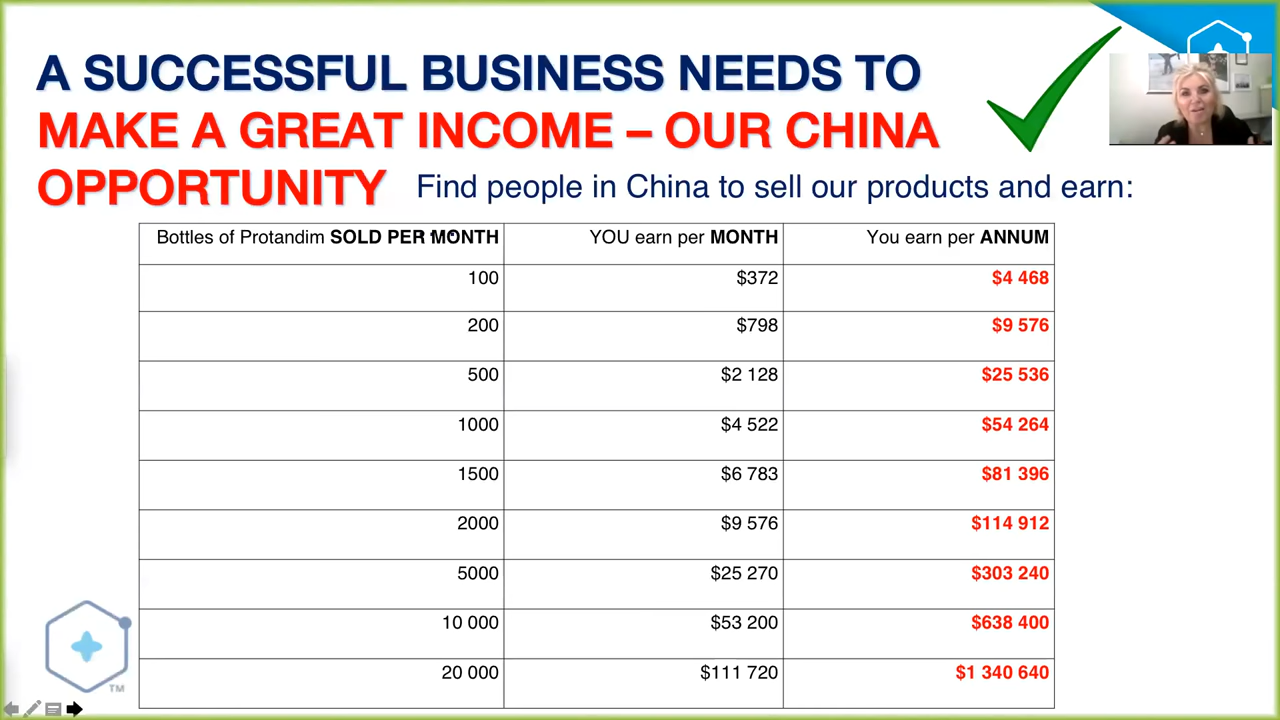 A SUCCESSFUL BUSINESS NEEDS TO
MAKE A GREAT INCOME – OUR CHINA
OPPORTUNITY Find people in China to sell our products and earn:
Bottles of Protandim SOLD PER MONTH YOU earn per MONTH You earn per ANNUM
100 $372 $4 468
200 $798 $9 576
500 $2 128 $25 536
1000 $4 522 $54 264
1500 $6 783 $81 396
2000 $9 576 $114 912
5000 $25 270 $303 240
10 000 $53 200 $638 400
20 000 $111 720 $1 340 640
TM